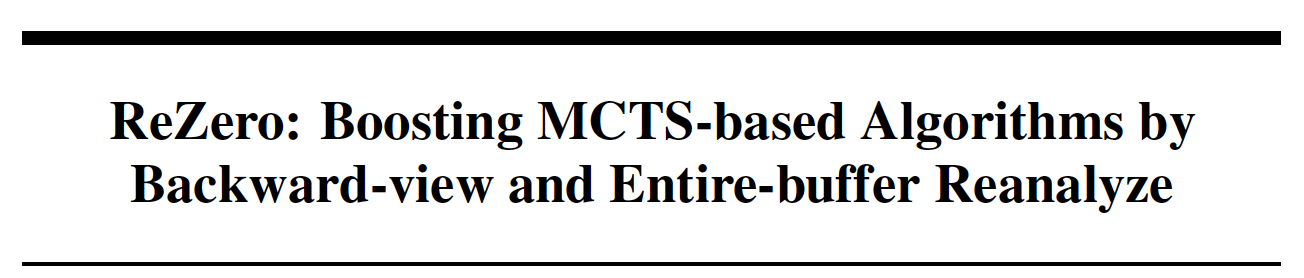 ReZero: Boosting MCTS-based Algorithms by
Backward-view and Entire-buffer Reanalyze